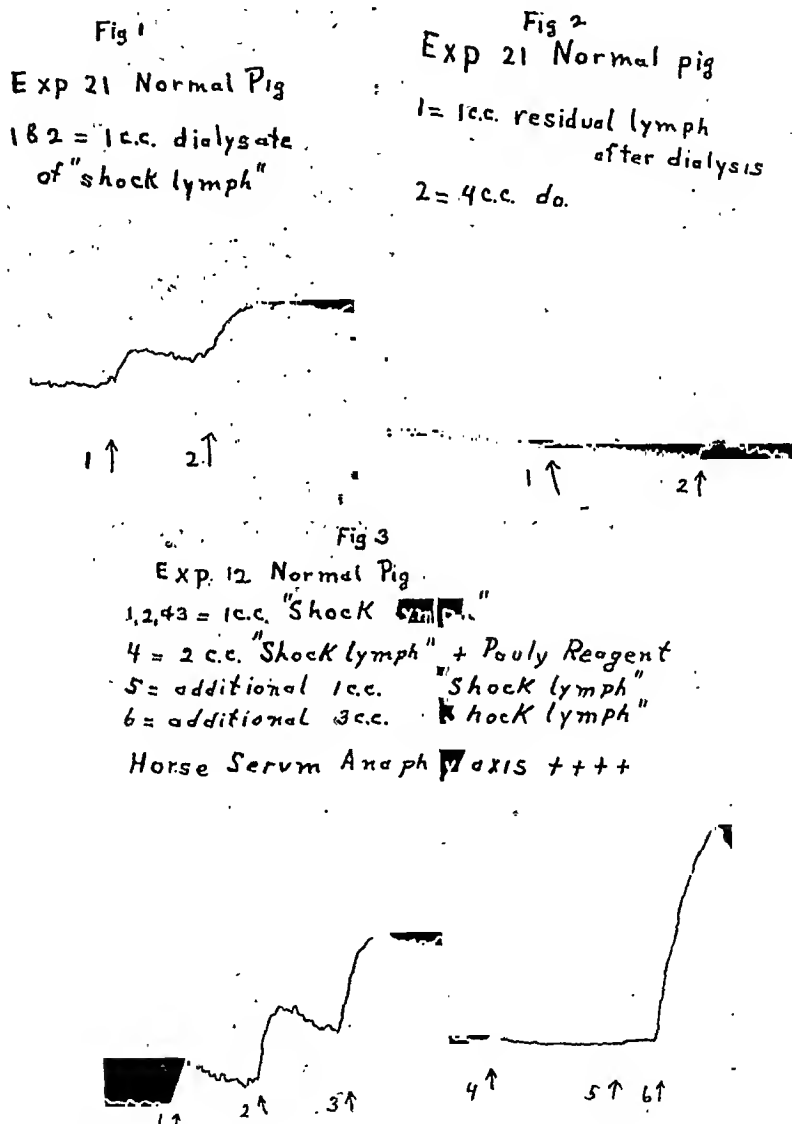 Fig 1
Exp 21 Normal Pig
1 & 2 = 1 c.c. dialysate
of "shock lymph"
1 2
Fig 2
Exp 21 Normal pig
1 = 1 c.c. residual lymph
after dialysis
2 = 4 c.c. do.
1 2
Fig 3
Exp. 12 Normal Pig
1,2,&3 = 1 c.c. "Shock
4 = 2 c.c. "Shock lymph" + Pauly Reagent
5 = additional 1 c.c. "Shock lymph"
6 = additional 3 c.c. hock lymph"
Horse Serum Anaphylaxis ++++
1 2 3 4 5 6